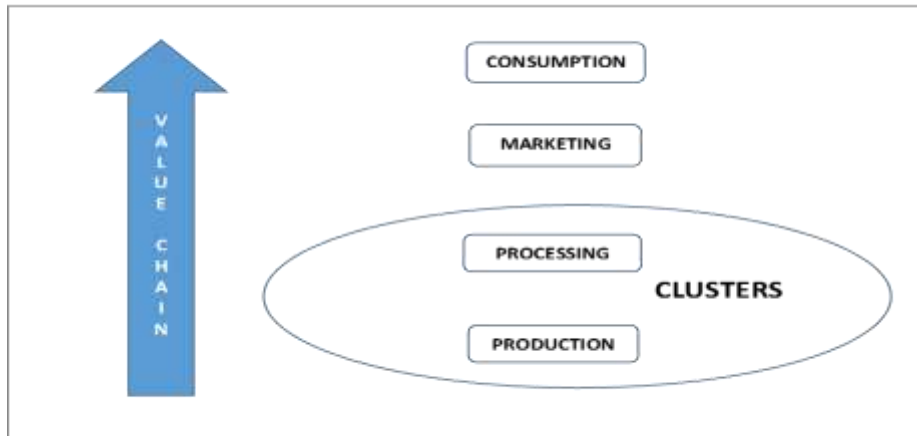 VALUE CHAIN
CONSUMPTION
MARKETING
PROCESSING
CLUSTERS
PRODUCTION